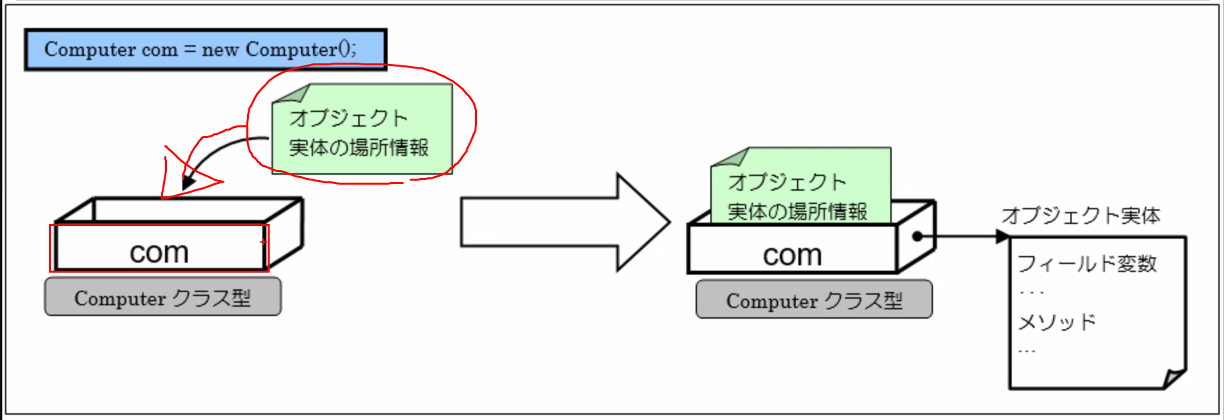 Computer com = new Computer();
オブジェクト
実体の場所情報
com
Computer クラス型
オブジェクト
実体の場所情報
com
Computer クラス型
オブジェクト実体
フィールド変数
...
メソッド
...